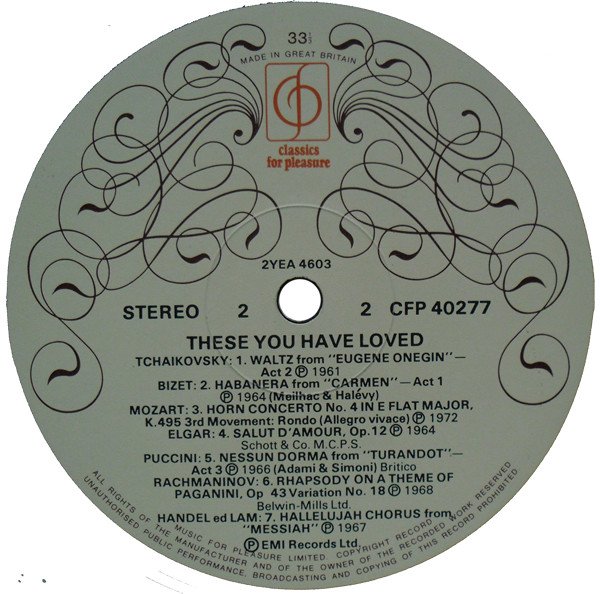 33⅓
MADE IN GREAT BRITAIN
classics
for pleasure
2YEA 4603
STEREO 2 2 CFP 40277
THESE YOU HAVE LOVED
TCHAIKOVSKY: 1. WALTZ from "EUGENE ONEGIN" —
Act 2 Ⓟ 1961
BIZET: 2. HABANERA from "CARMEN" — Act 1
Ⓟ 1964 (Meilhac & Halévy)
MOZART: 3. HORN CONCERTO No. 4 IN E FLAT MAJOR,
K.495 3rd Movement: Rondo (Allegro vivace) Ⓟ 1972
ELGAR: 4. SALUT D'AMOUR, Op. 12 Ⓟ 1964
Schott & Co. M.C.P.S.
PUCCINI: 5. NESSUN DORMA from "TURANDOT" —
Act 3 Ⓟ 1966 (Adami & Simoni) Britico
RACHMANINOV: 6. RHAPSODY ON A THEME OF
PAGANINI, Op 43 Variation No. 18 Ⓟ 1968
Belwin-Mills Ltd.
HANDEL ed LAM: 7. HALLELUJAH CHORUS from
"MESSIAH" Ⓟ 1967
Ⓟ EMI Records Ltd.
MUSIC FOR PLEASURE LIMITED. COPYRIGHT RECORD
ALL RIGHTS OF THE MANUFACTURER AND OF THE OWNER OF THE RECORDED WORK RESERVED
UNAUTHORISED PUBLIC PERFORMANCE, BROADCASTING AND COPYING OF THIS RECORD PROHIBITED